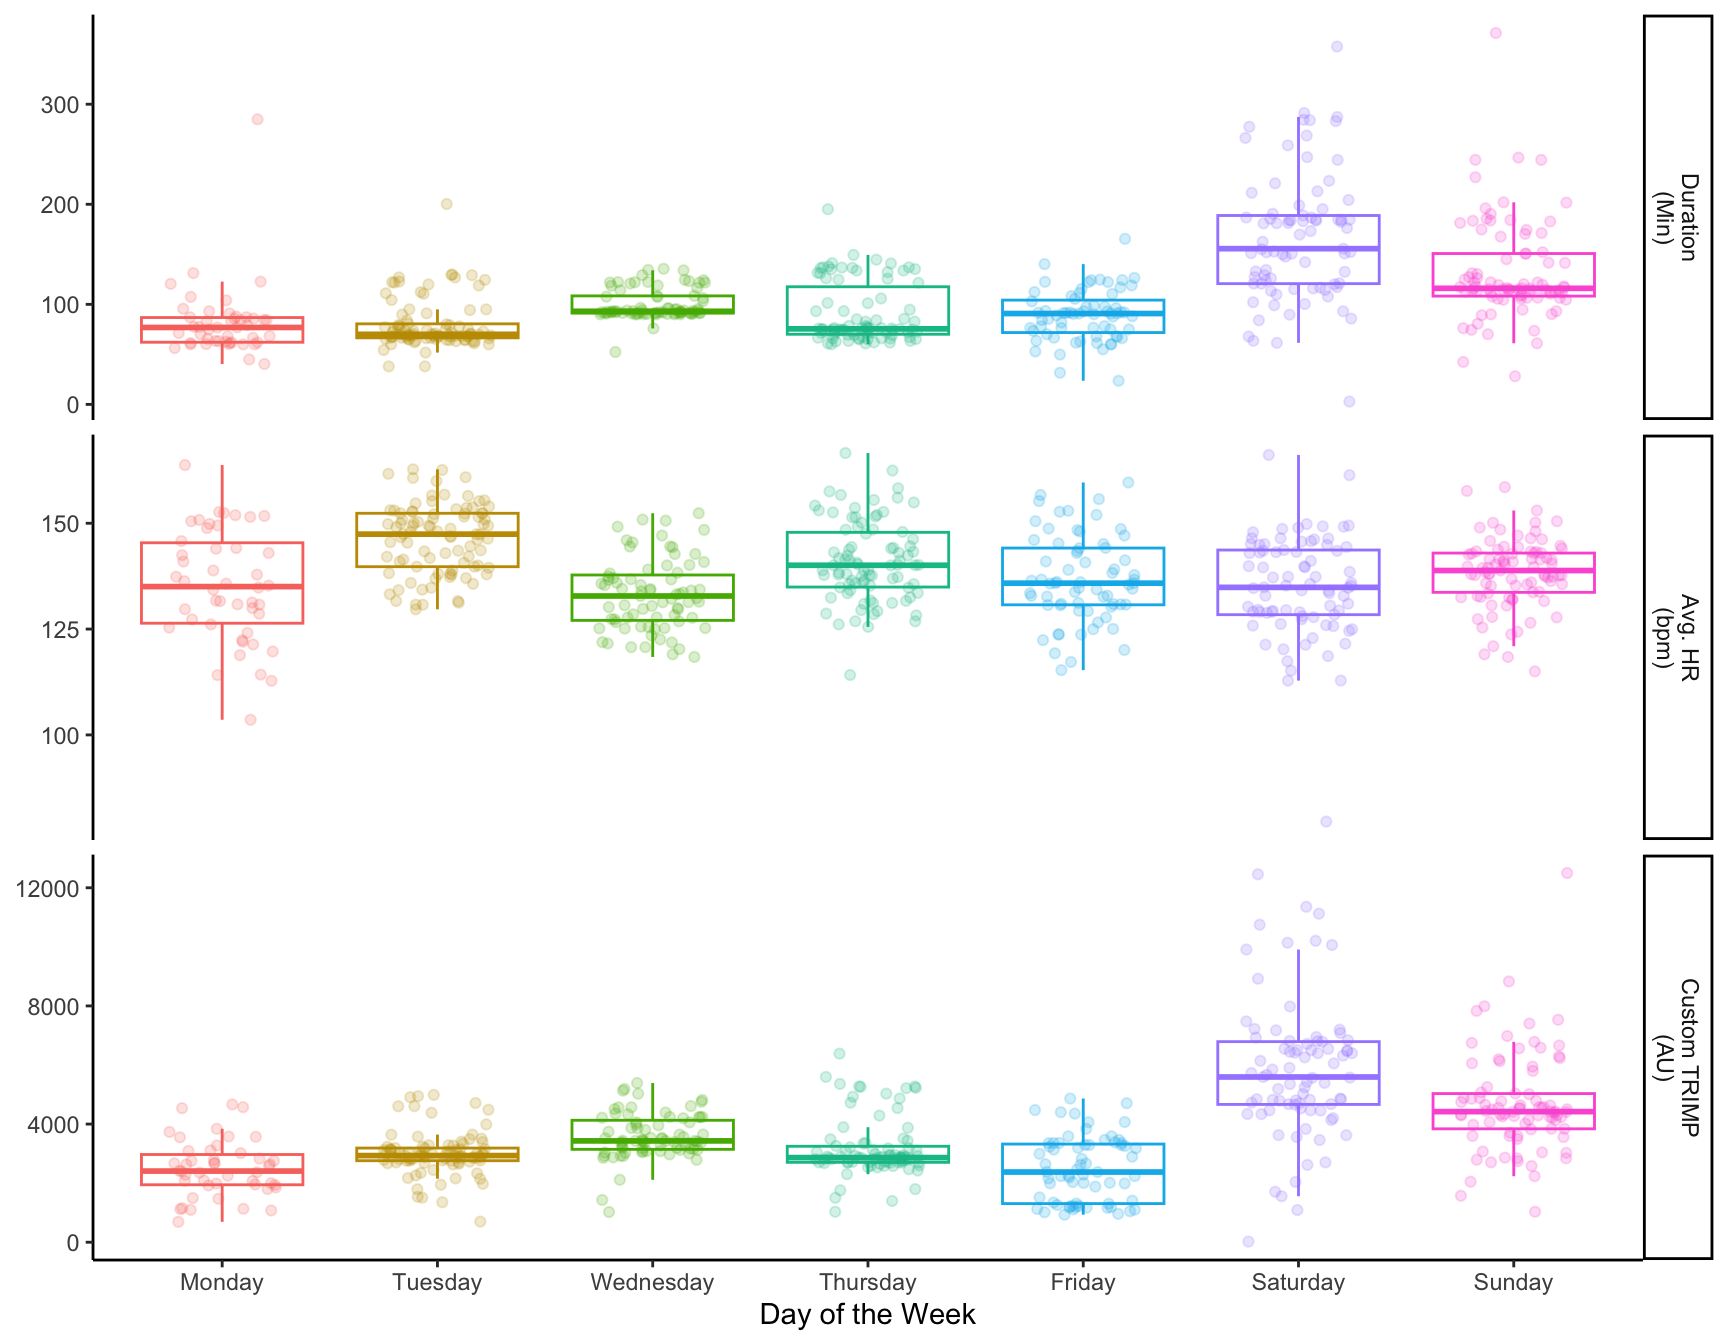 300
200
100
0
Duration
(Min)
150
125
100
Avg. HR
(bpm)
12000
8000
4000
0
Custom TRIMP
(AU)
Monday Tuesday Wednesday Thursday Friday Saturday Sunday
Day of the Week